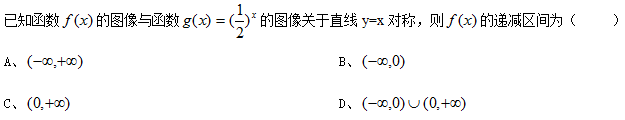 已知函数 f(x) 的图像与函数 g(x) = (1/2)^x 的图像关于直线 y=x 对称，则 f(x) 的递减区间为（　　）
A、(−∞,+∞)　　B、(−∞,0)
C、(0,+∞)　　D、(−∞,0)∪(0,+∞)